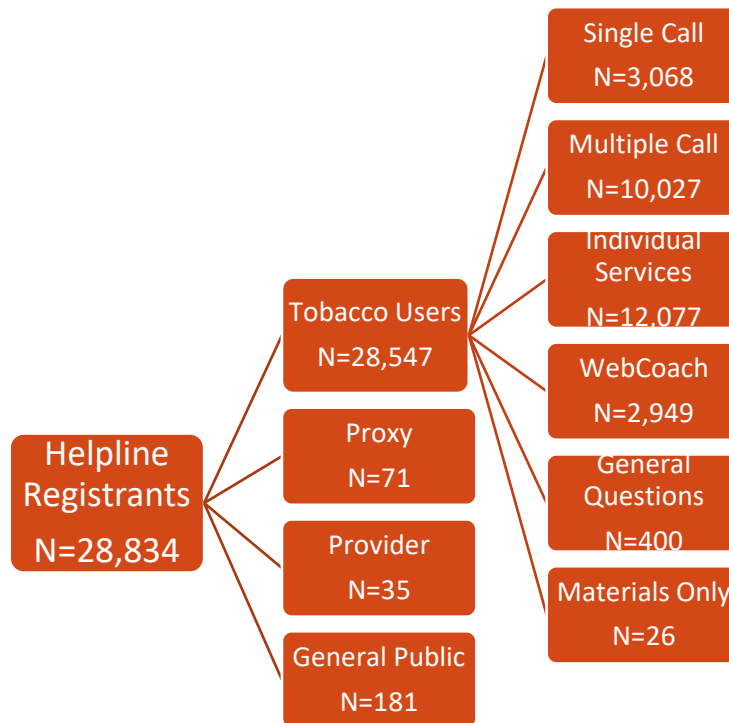 Helpline
Registrants
N=28,834
Tobacco Users
N=28,547
Proxy
N=71
Provider
N=35
General Public
N=181
Single Call
N=3,068
Multiple Call
N=10,027
Individual
Services
N=12,077
WebCoach
N=2,949
General
Questions
N=400
Materials Only
N=26